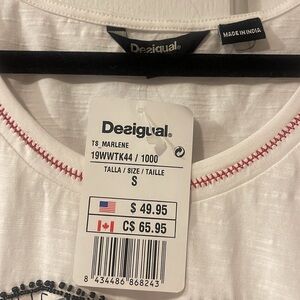 Desigual.
MADE IN INDIA
Desigual.
TS_MARLENE
19WWTK44 / 1000
TALLA / SIZE / TAILLE
S
$ 49.95
C$ 65.95
8 434486 868243